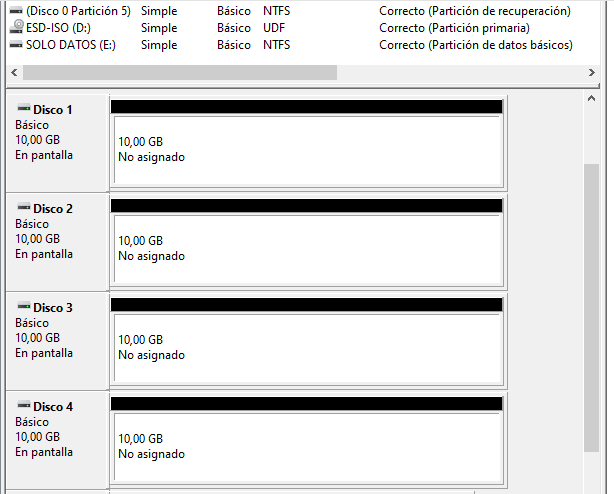 (Disco 0 Partición 5) Simple Básico NTFS Correcto (Partición de recuperación)
ESD-ISO (D:) Simple Básico UDF Correcto (Partición primaria)
SOLO DATOS (E:) Simple Básico NTFS Correcto (Partición de datos básicos)
Disco 1
Básico
10,00 GB
En pantalla
10,00 GB
No asignado
Disco 2
Básico
10,00 GB
En pantalla
10,00 GB
No asignado
Disco 3
Básico
10,00 GB
En pantalla
10,00 GB
No asignado
Disco 4
Básico
10,00 GB
En pantalla
10,00 GB
No asignado